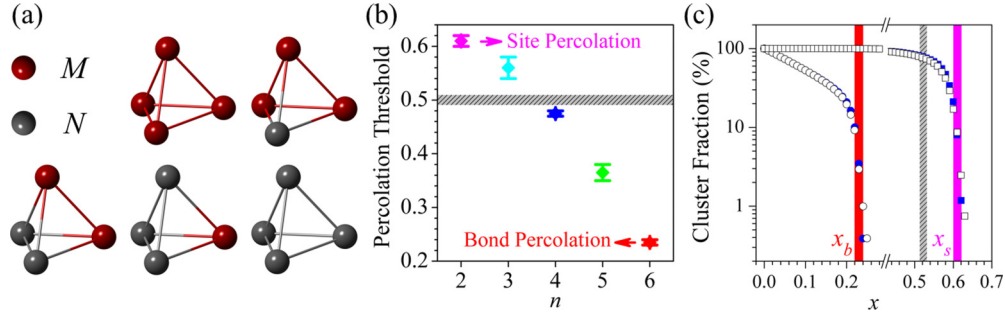 (a)
M
N
(b)
Percolation Threshold
0.6
0.5
0.4
0.3
0.2
Site Percolation
Bond Percolation
2 3 4 5 6
n
(c)
Cluster Fraction (%)
100
10
1
x_b
x_s
0.0 0.2 0.5 0.6 0.7
x